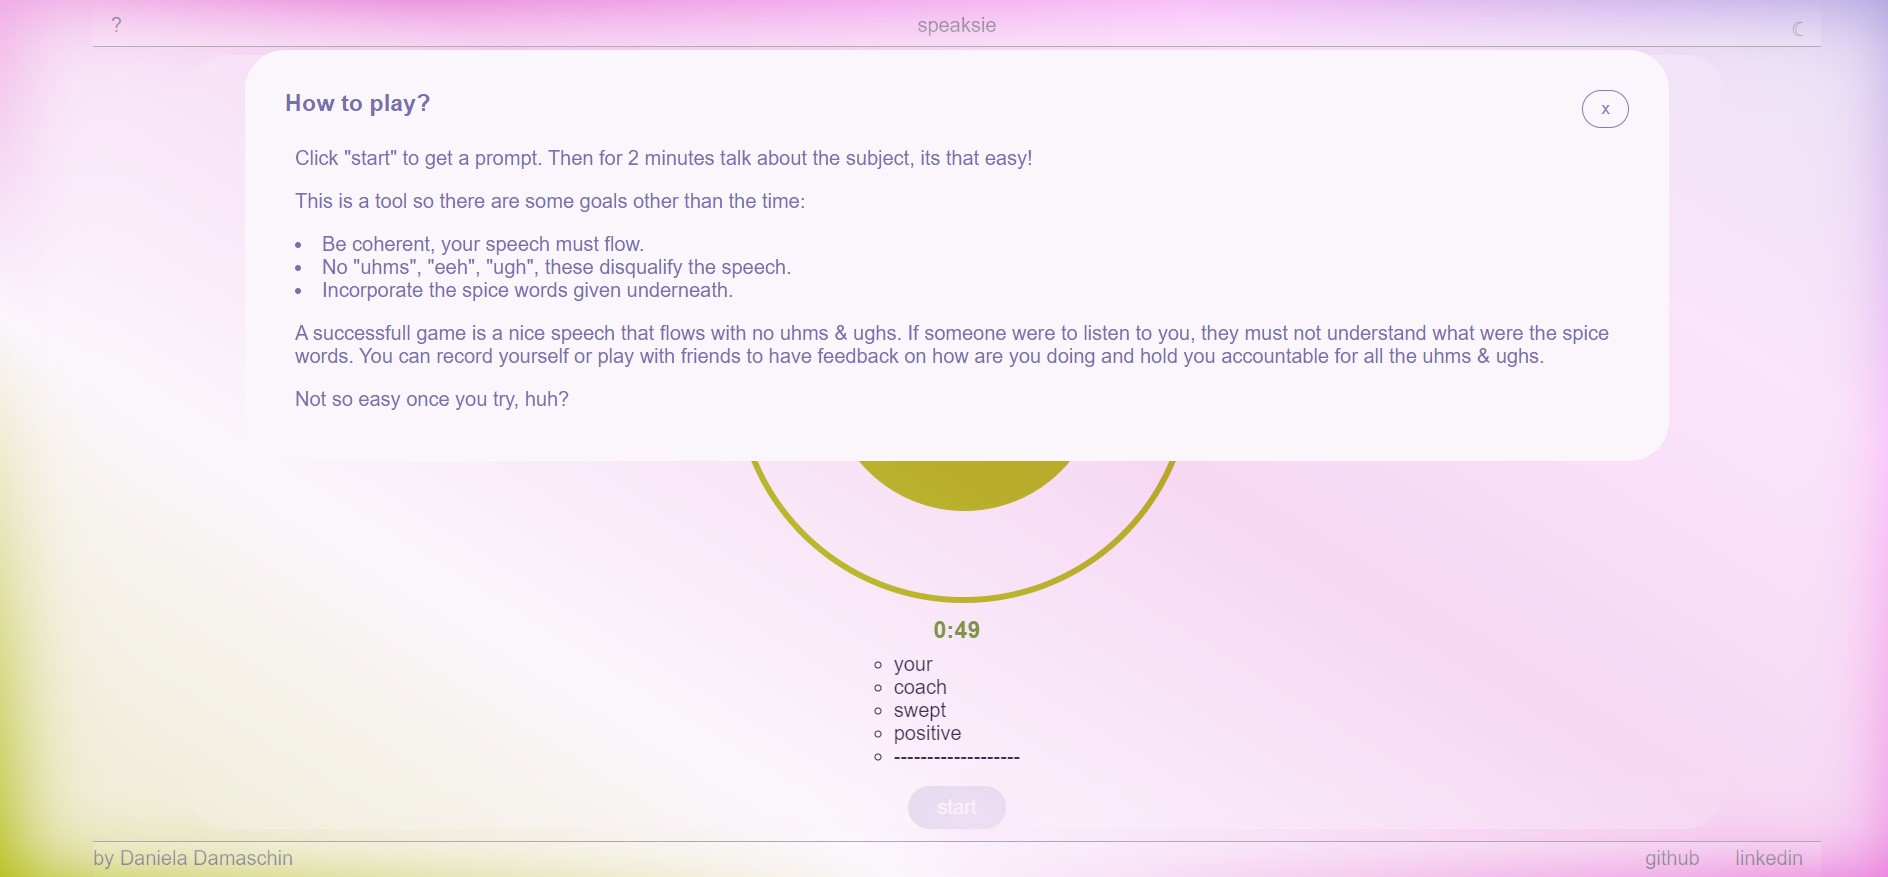 ?
speaksie
☾
How to play?
x
Click "start" to get a prompt. Then for 2 minutes talk about the subject, its that easy!
This is a tool so there are some goals other than the time:
• Be coherent, your speech must flow.
• No "uhms", "eeh", "ugh", these disqualify the speech.
• Incorporate the spice words given underneath.
A successfull game is a nice speech that flows with no uhms & ughs. If someone were to listen to you, they must not understand what were the spice
words. You can record yourself or play with friends to have feedback on how are you doing and hold you accountable for all the uhms & ughs.
Not so easy once you try, huh?
0:49
your
coach
swept
positive
-------------------
start
by Daniela Damaschin
github
linkedin